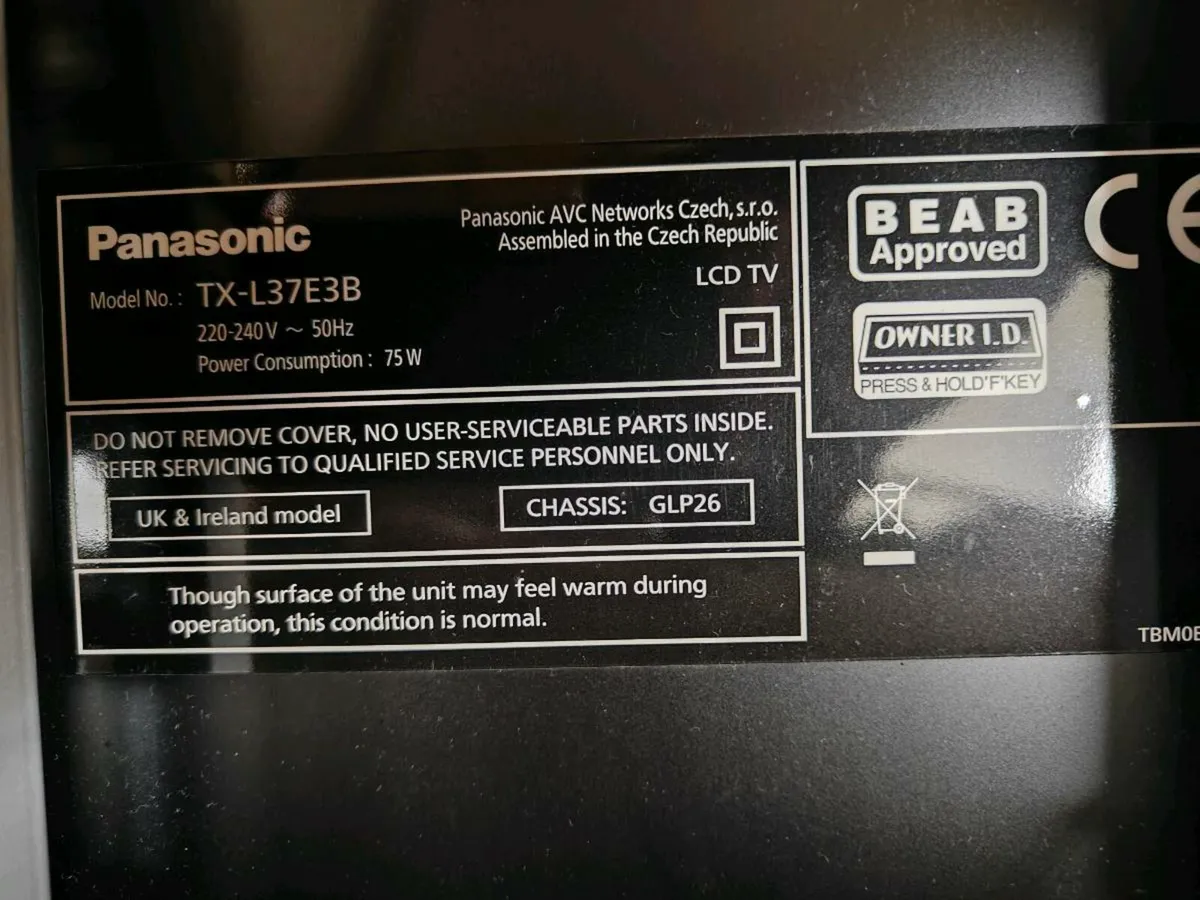 Panasonic
Panasonic AVC Networks Czech, s.r.o.
Assembled in the Czech Republic
LCD TV
Model No. : TX-L37E3B
220-240V ~ 50Hz
Power Consumption : 75 W
DO NOT REMOVE COVER, NO USER-SERVICEABLE PARTS INSIDE.
REFER SERVICING TO QUALIFIED SERVICE PERSONNEL ONLY.
UK & Ireland model
CHASSIS: GLP26
Though surface of the unit may feel warm during
operation, this condition is normal.
BEAB
Approved
CE
OWNER I.D.
PRESS & HOLD'F'KEY